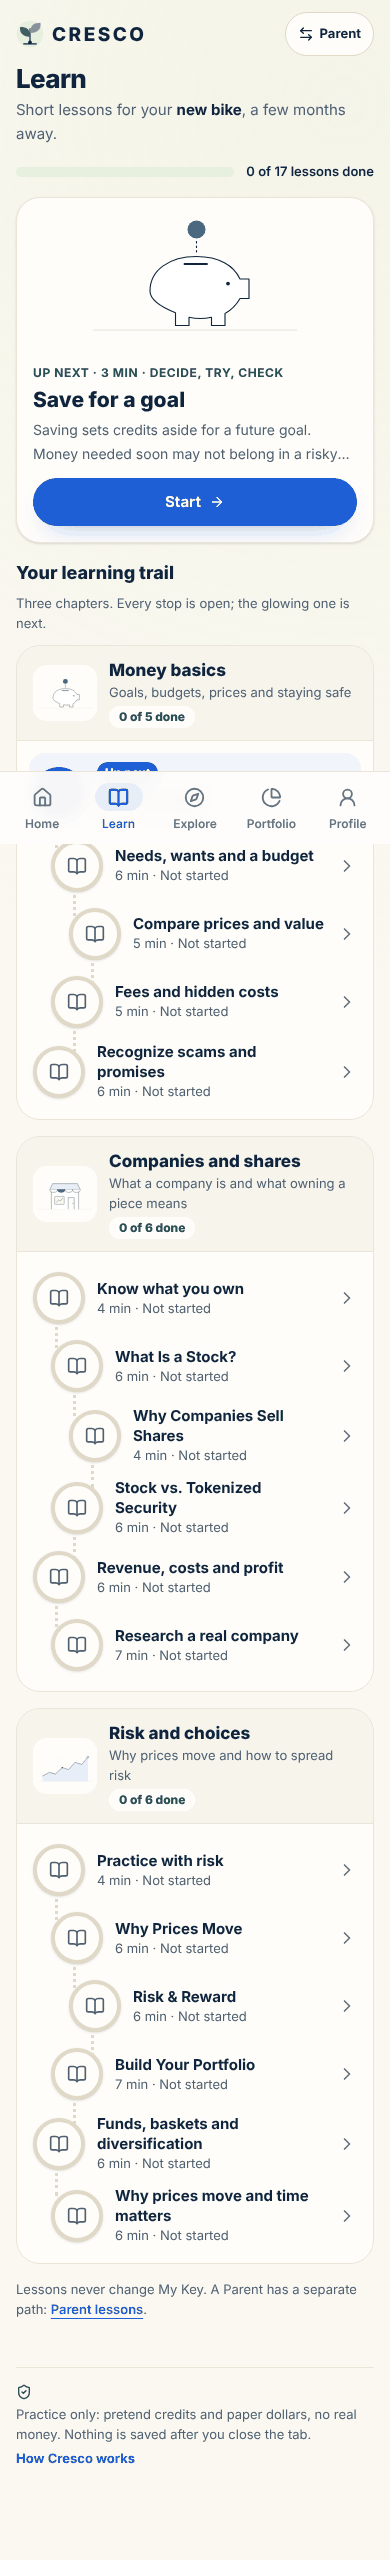 CRESCO
Parent
Learn
Short lessons for your new bike, a few months
away.
0 of 17 lessons done
UP NEXT · 3 MIN · DECIDE, TRY, CHECK
Save for a goal
Saving sets credits aside for a future goal.
Money needed soon may not belong in a risky...
Start
Your learning trail
Three chapters. Every stop is open; the glowing one is
next.
Money basics
Goals, budgets, prices and staying safe
0 of 5 done
Home
Learn
Explore
Portfolio
Profile
Needs, wants and a budget
6 min · Not started
Compare prices and value
5 min · Not started
Fees and hidden costs
5 min · Not started
Recognize scams and
promises
6 min · Not started
Companies and shares
What a company is and what owning a
piece means
0 of 6 done
Know what you own
4 min · Not started
What Is a Stock?
6 min · Not started
Why Companies Sell
Shares
4 min · Not started
Stock vs. Tokenized
Security
6 min · Not started
Revenue, costs and profit
6 min · Not started
Research a real company
7 min · Not started
Risk and choices
Why prices move and how to spread
risk
0 of 6 done
Practice with risk
4 min · Not started
Why Prices Move
6 min · Not started
Risk & Reward
6 min · Not started
Build Your Portfolio
7 min · Not started
Funds, baskets and
diversification
6 min · Not started
Why prices move and time
matters
6 min · Not started
Lessons never change My Key. A Parent has a separate
path: Parent lessons.
Practice only: pretend credits and paper dollars, no real
money. Nothing is saved after you close the tab.
How Cresco works